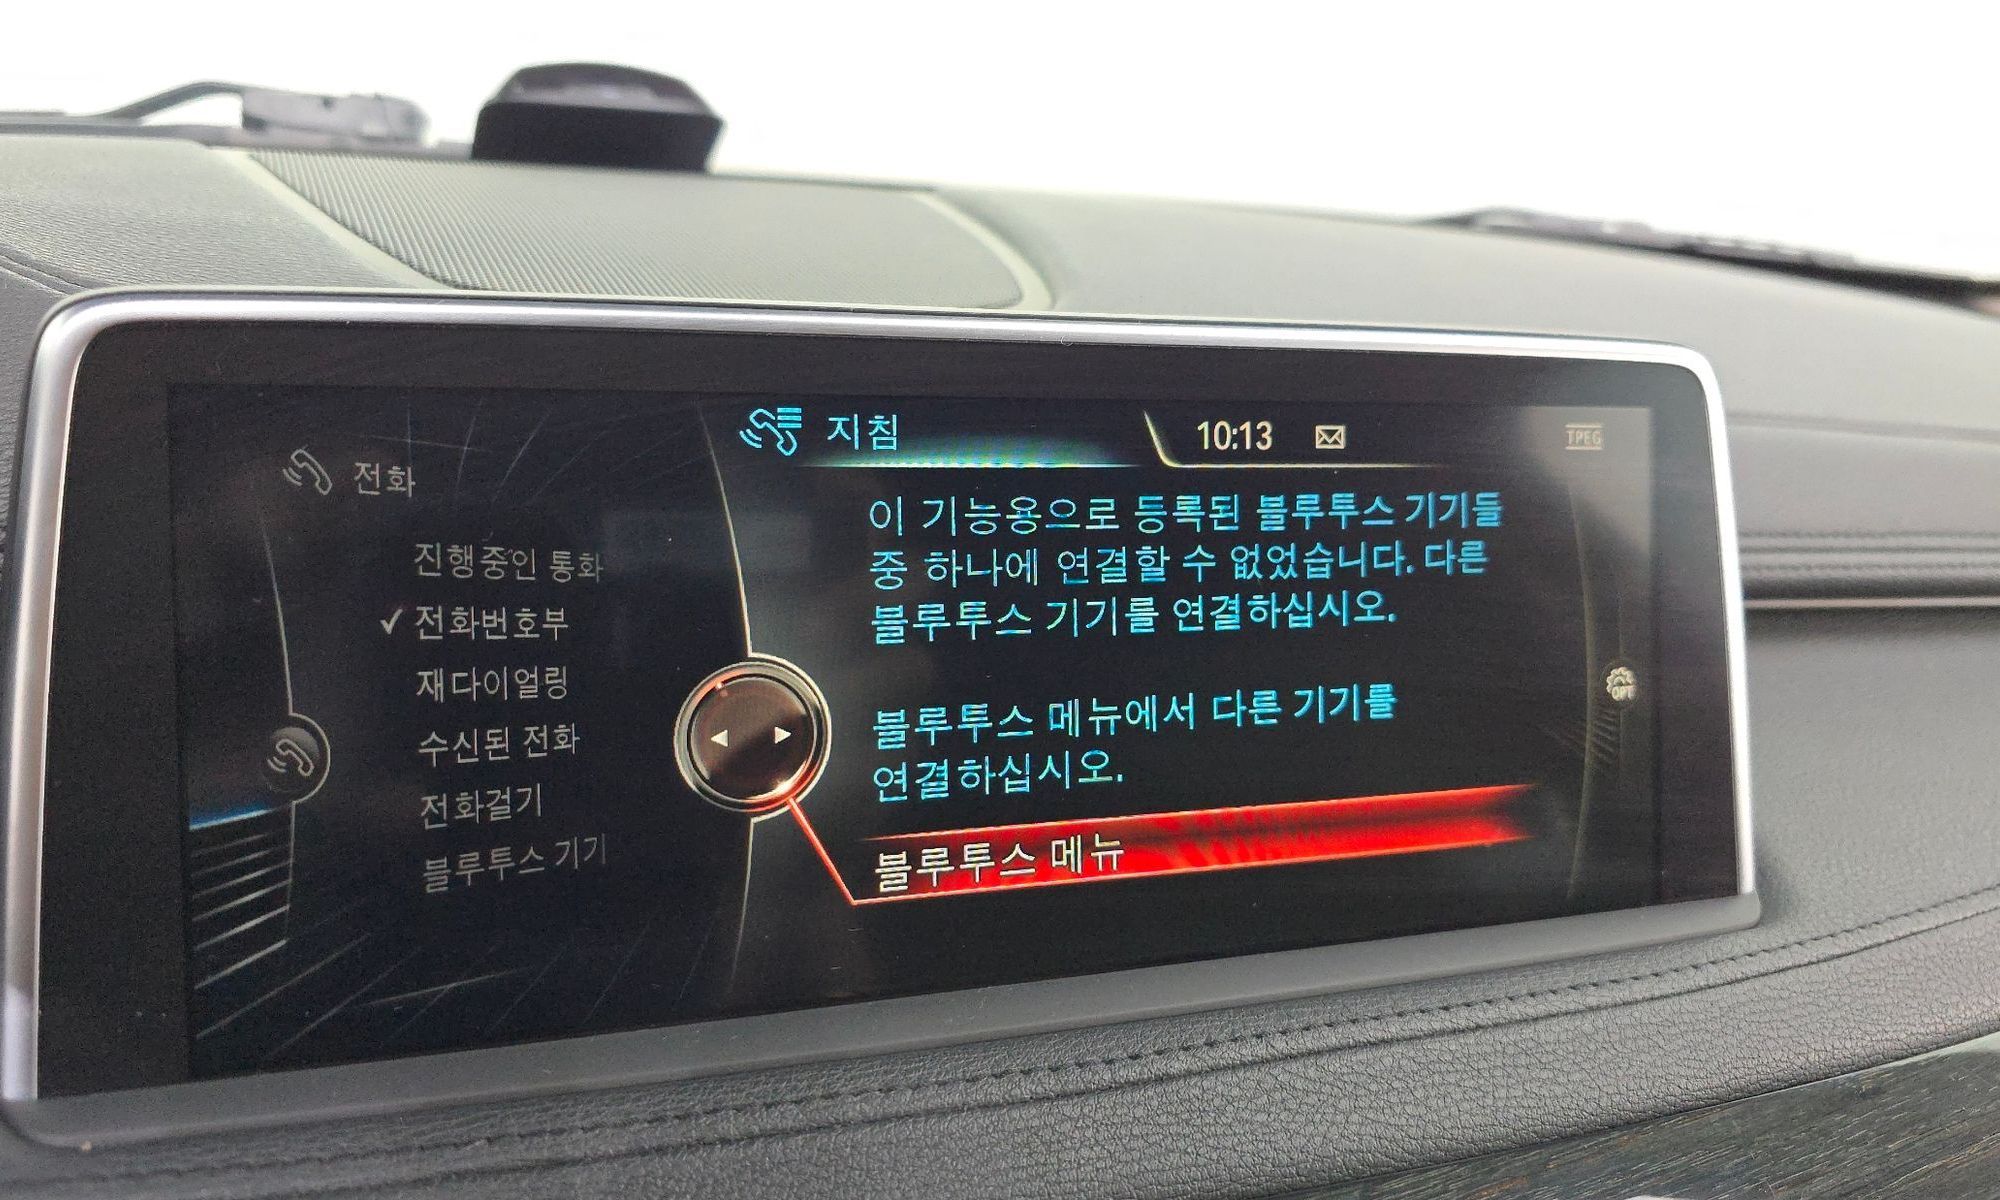 전화
진행중인 통화
✓ 전화번호부
재다이얼링
수신된 전화
전화걸기
블루투스 기기
지침
10:13
TPEG
이 기능용으로 등록된 블루투스 기기들
중 하나에 연결할 수 없었습니다. 다른
블루투스 기기를 연결하십시오.
블루투스 메뉴에서 다른 기기를
연결하십시오.
블루투스 메뉴
OPT